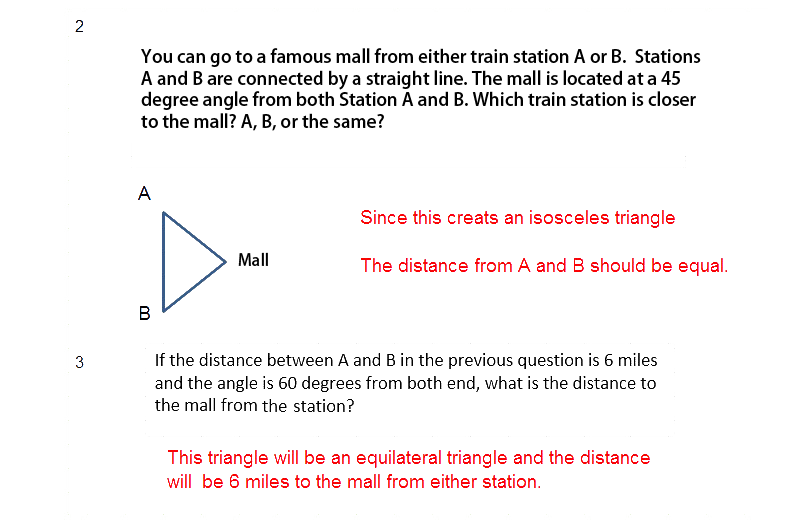 2
You can go to a famous mall from either train station A or B. Stations
A and B are connected by a straight line. The mall is located at a 45
degree angle from both Station A and B. Which train station is closer
to the mall? A, B, or the same?
A
Since this creats an isosceles triangle
Mall
The distance from A and B should be equal.
B
3
If the distance between A and B in the previous question is 6 miles
and the angle is 60 degrees from both end, what is the distance to
the mall from the station?
This triangle will be an equilateral triangle and the distance
will be 6 miles to the mall from either station.